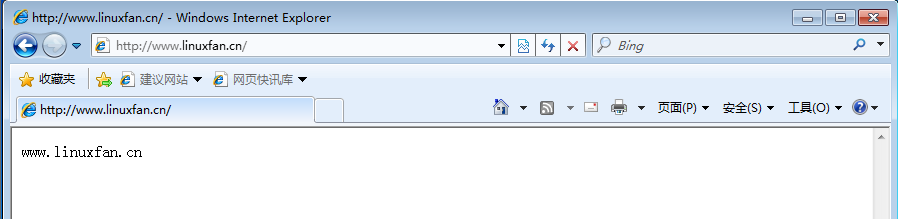 http://www.linuxfan.cn/ - Windows Internet Explorer
http://www.linuxfan.cn/ Bing
收藏夹 建议网站 网页快讯库
http://www.linuxfan.cn/ 页面(P) 安全(S) 工具(O)
www.linuxfan.cn